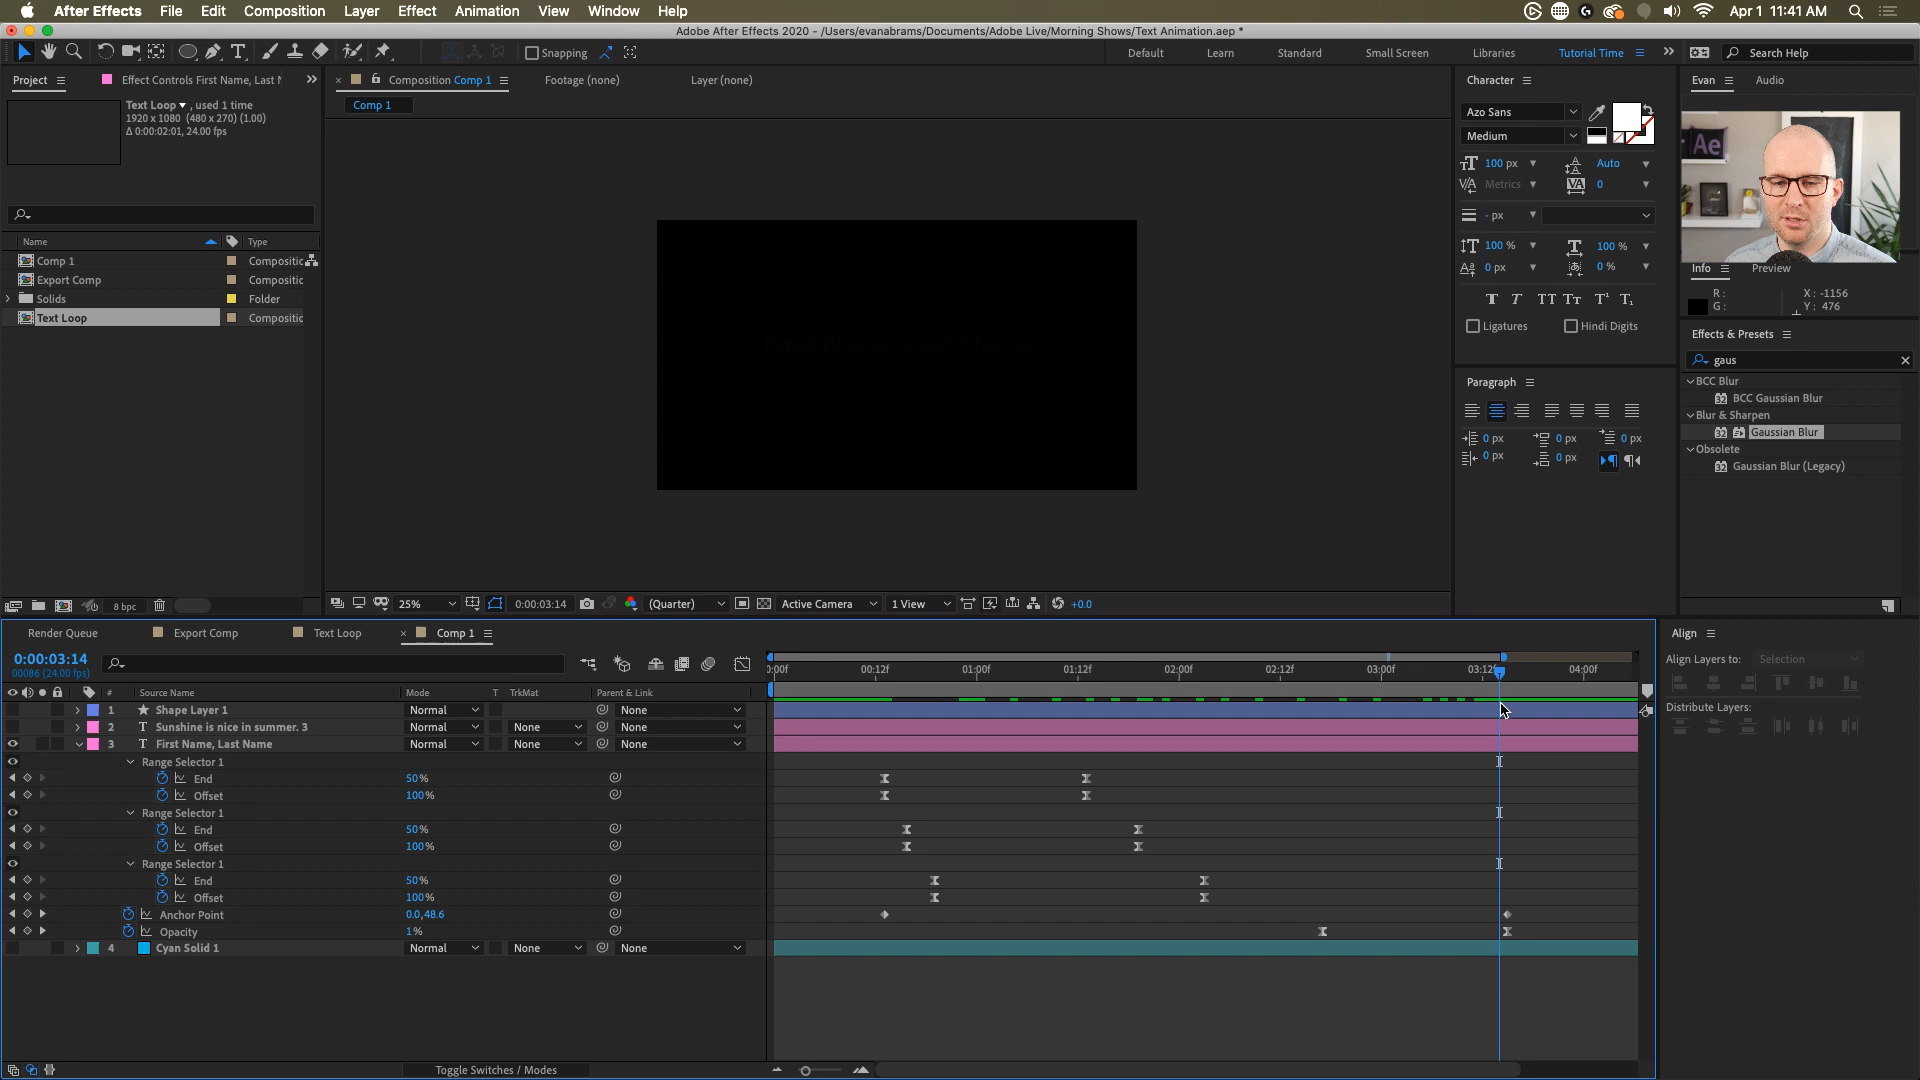 After Effects File Edit Composition Layer Effect Animation View Window Help Apr 1 11:41 AM
Adobe After Effects 2020 - /Users/evanabrams/Documents/Adobe Live/Morning Shows/Text Animation.aep *
Snapping Default Learn Standard Small Screen Libraries Tutorial Time Search Help
Project Effect Controls First Name, Last N Composition Comp 1 Footage (none) Layer (none) Character Evan Audio
Text Loop , used 1 time
1920 x 1080 (480 x 270) (1.00)
Δ 0:00:02:01, 24.00 fps
Comp 1
Azo Sans
Medium
100 px Auto
Metrics 0
- px
100 % 100 %
0 px 0 %
Ligatures Hindi Digits
Ae
Info Preview
R: X: -1156
G: Y: 476
Name Type
Comp 1 Compositic
Export Comp Compositic
Solids Folder
Text Loop Compositic
First Name, Last Name
Effects & Presets
gaus
BCC Blur
BCC Gaussian Blur
Blur & Sharpen
Gaussian Blur
Obsolete
Gaussian Blur (Legacy)
Paragraph
0 px 0 px 0 px
0 px 0 px
8 bpc
25% 0:00:03:14 (Quarter) Active Camera 1 View +0.0
Render Queue Export Comp Text Loop Comp 1
0:00:03:14
00086 (24.00 fps)
:00f 00:12f 01:00f 01:12f 02:00f 02:12f 03:00f 03:12f 04:00f
# Source Name Mode T TrkMat Parent & Link
1 Shape Layer 1 Normal None
2 T Sunshine is nice in summer. 3 Normal None None
3 T First Name, Last Name Normal None None
Range Selector 1
End 50%
Offset 100%
Range Selector 1
End 50%
Offset 100%
Range Selector 1
End 50%
Offset 100%
Anchor Point 0.0,48.6
Opacity 1%
4 Cyan Solid 1 Normal None None
Toggle Switches / Modes
Align
Align Layers to: Selection
Distribute Layers: